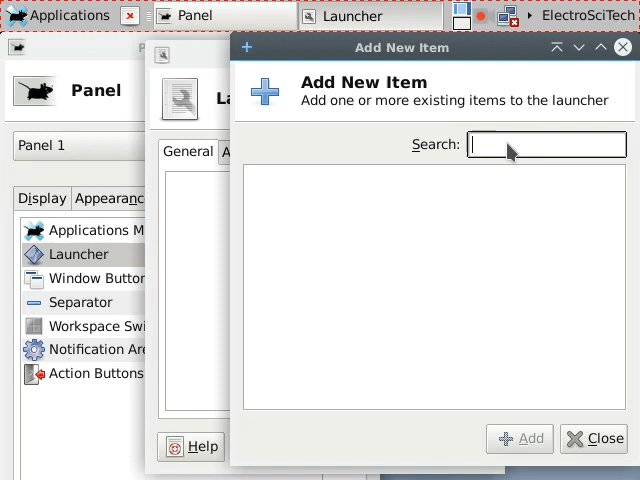 Applications
Panel
Launcher
ElectroSciTech
Add New Item
Panel
Add New Item
Add one or more existing items to the launcher
Panel 1
Search:
General
Display
Appearanc
Applications M
Launcher
Window Button
Separator
Workspace Swi
Notification Are
Action Buttons
Help
Add
Close